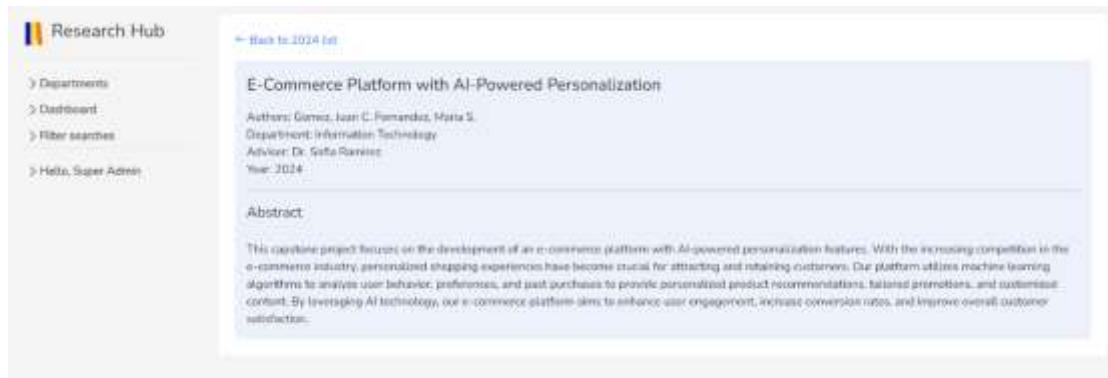 Research Hub
> Departments
> Dashboard
> Filter searches
> Hello, Super Admin
← Back to 2024 list
E-Commerce Platform with AI-Powered Personalization
Authors: Gomez, Juan C. Fernandez, Maria S.
Department: Information Technology
Adviser: Dr. Sofia Ramirez
Year: 2024
Abstract
This capstone project focuses on the development of an e-commerce platform with AI-powered personalization features. With the increasing competition in the
e-commerce industry, personalized shopping experiences have become crucial for attracting and retaining customers. Our platform utilizes machine learning
algorithms to analyze user behavior, preferences, and past purchases to provide personalized product recommendations, tailored promotions, and customized
content. By leveraging AI technology, our e-commerce platform aims to enhance user engagement, increase conversion rates, and improve overall customer
satisfaction.